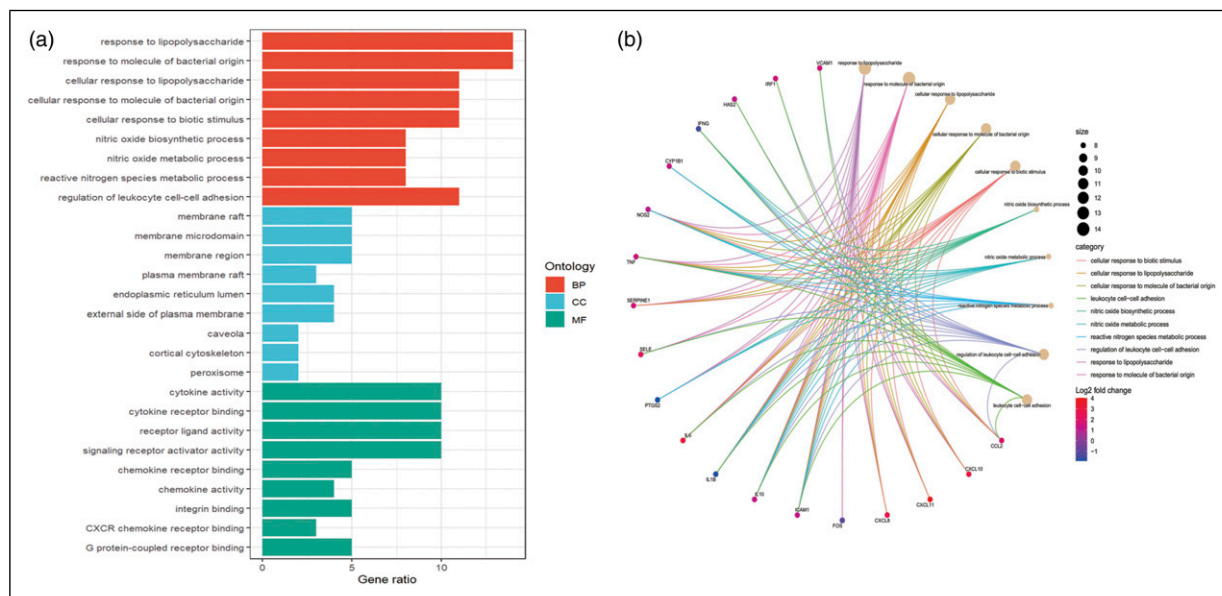 (a)
response to lipopolysaccharide
response to molecule of bacterial origin
cellular response to lipopolysaccharide
cellular response to molecule of bacterial origin
cellular response to biotic stimulus
nitric oxide biosynthetic process
nitric oxide metabolic process
reactive nitrogen species metabolic process
regulation of leukocyte cell-cell adhesion
membrane raft
membrane microdomain
membrane region
plasma membrane raft
endoplasmic reticulum lumen
external side of plasma membrane
caveola
cortical cytoskeleton
peroxisome
cytokine activity
cytokine receptor binding
receptor ligand activity
signaling receptor activator activity
chemokine receptor binding
chemokine activity
integrin binding
CXCR chemokine receptor binding
G protein-coupled receptor binding
0 5 10
Gene ratio
Ontology
BP
CC
MF
(b)
VCAM1
IRF1
HAS2
IFNG
CYP1B1
NOS2
TNF
SERPINE1
SELE
PTGS2
IL6
IL1B
IL10
ICAM1
FOS
CXCL8
CXCL11
CXCL10
CCL2
response to lipopolysaccharide
response to molecule of bacterial origin
cellular response to lipopolysaccharide
cellular response to molecule of bacterial origin
cellular response to biotic stimulus
nitric oxide biosynthetic process
nitric oxide metabolic process
reactive nitrogen species metabolic process
regulation of leukocyte cell-cell adhesion
leukocyte cell-cell adhesion
size
8
9
10
11
12
13
14
category
cellular response to biotic stimulus
cellular response to lipopolysaccharide
cellular response to molecule of bacterial origin
leukocyte cell-cell adhesion
nitric oxide biosynthetic process
nitric oxide metabolic process
reactive nitrogen species metabolic process
regulation of leukocyte cell-cell adhesion
response to lipopolysaccharide
response to molecule of bacterial origin
Log2 fold change
4
3
2
1
0
-1